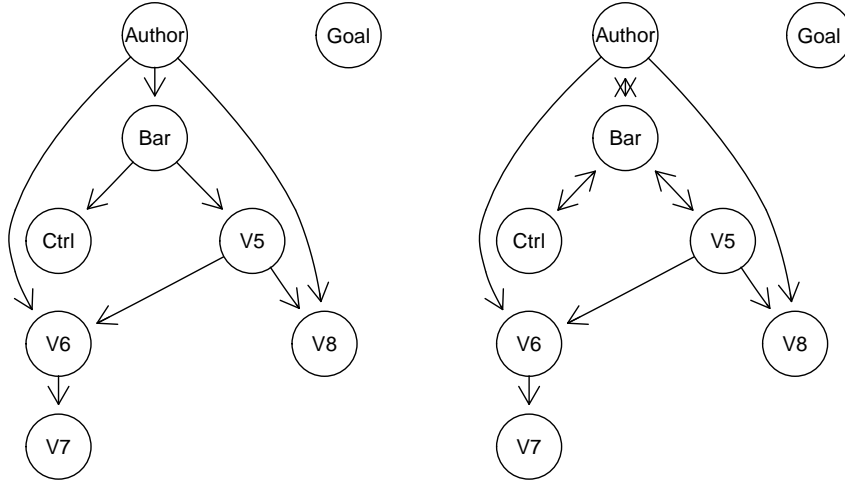 Author
Goal
Bar
Ctrl
V5
V6
V8
V7
Author
Goal
Bar
Ctrl
V5
V6
V8
V7